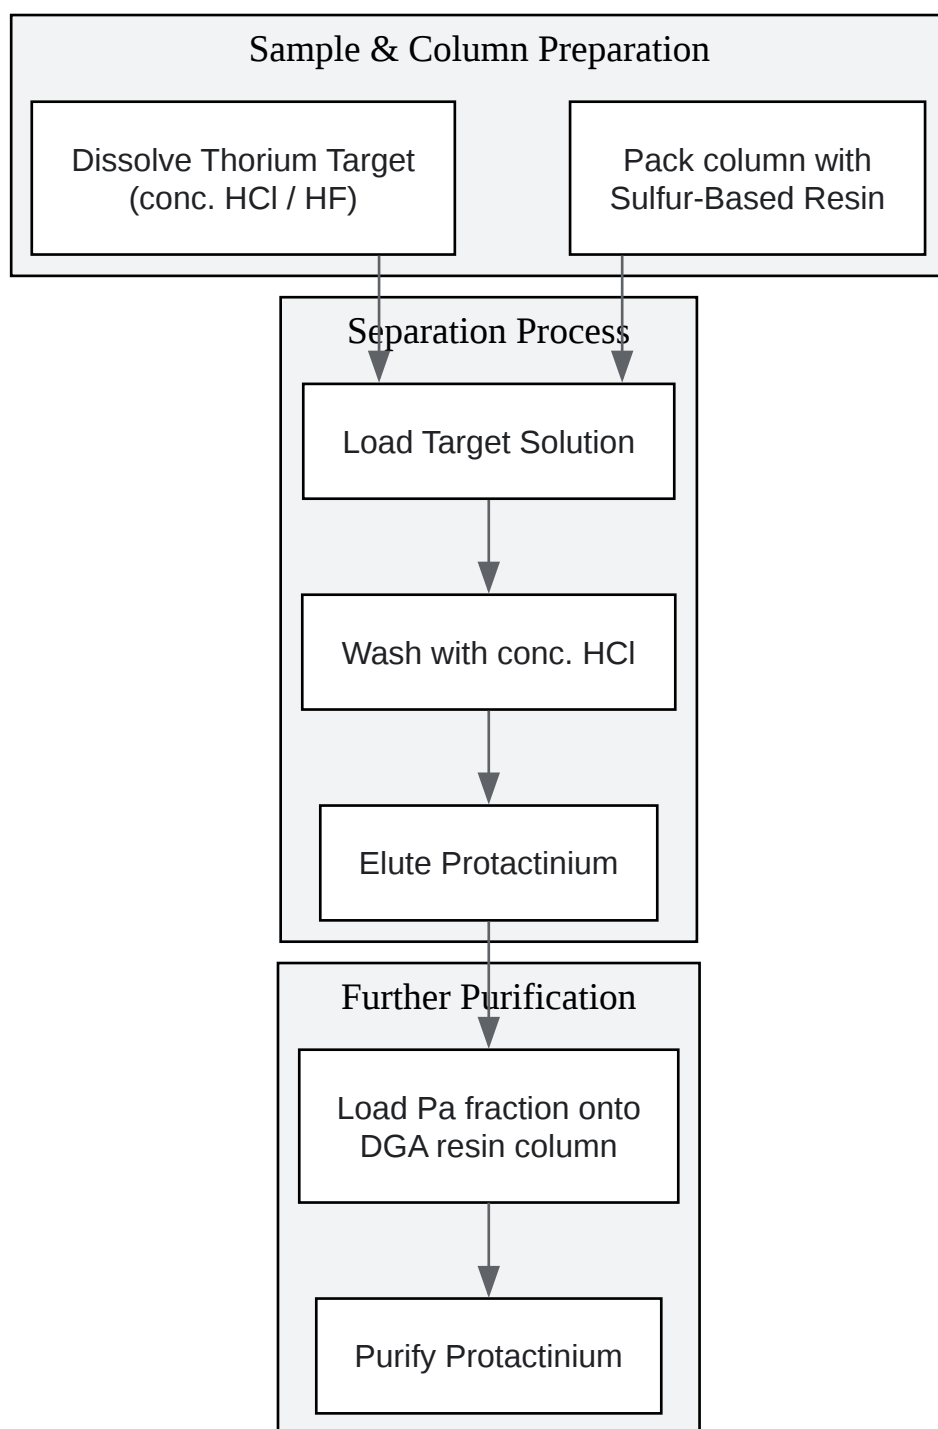 Sample & Column Preparation
Dissolve Thorium Target
(conc. HCl / HF)
Pack column with
Sulfur-Based Resin
Separation Process
Load Target Solution
Wash with conc. HCl
Elute Protactinium
Further Purification
Load Pa fraction onto
DGA resin column
Purify Protactinium